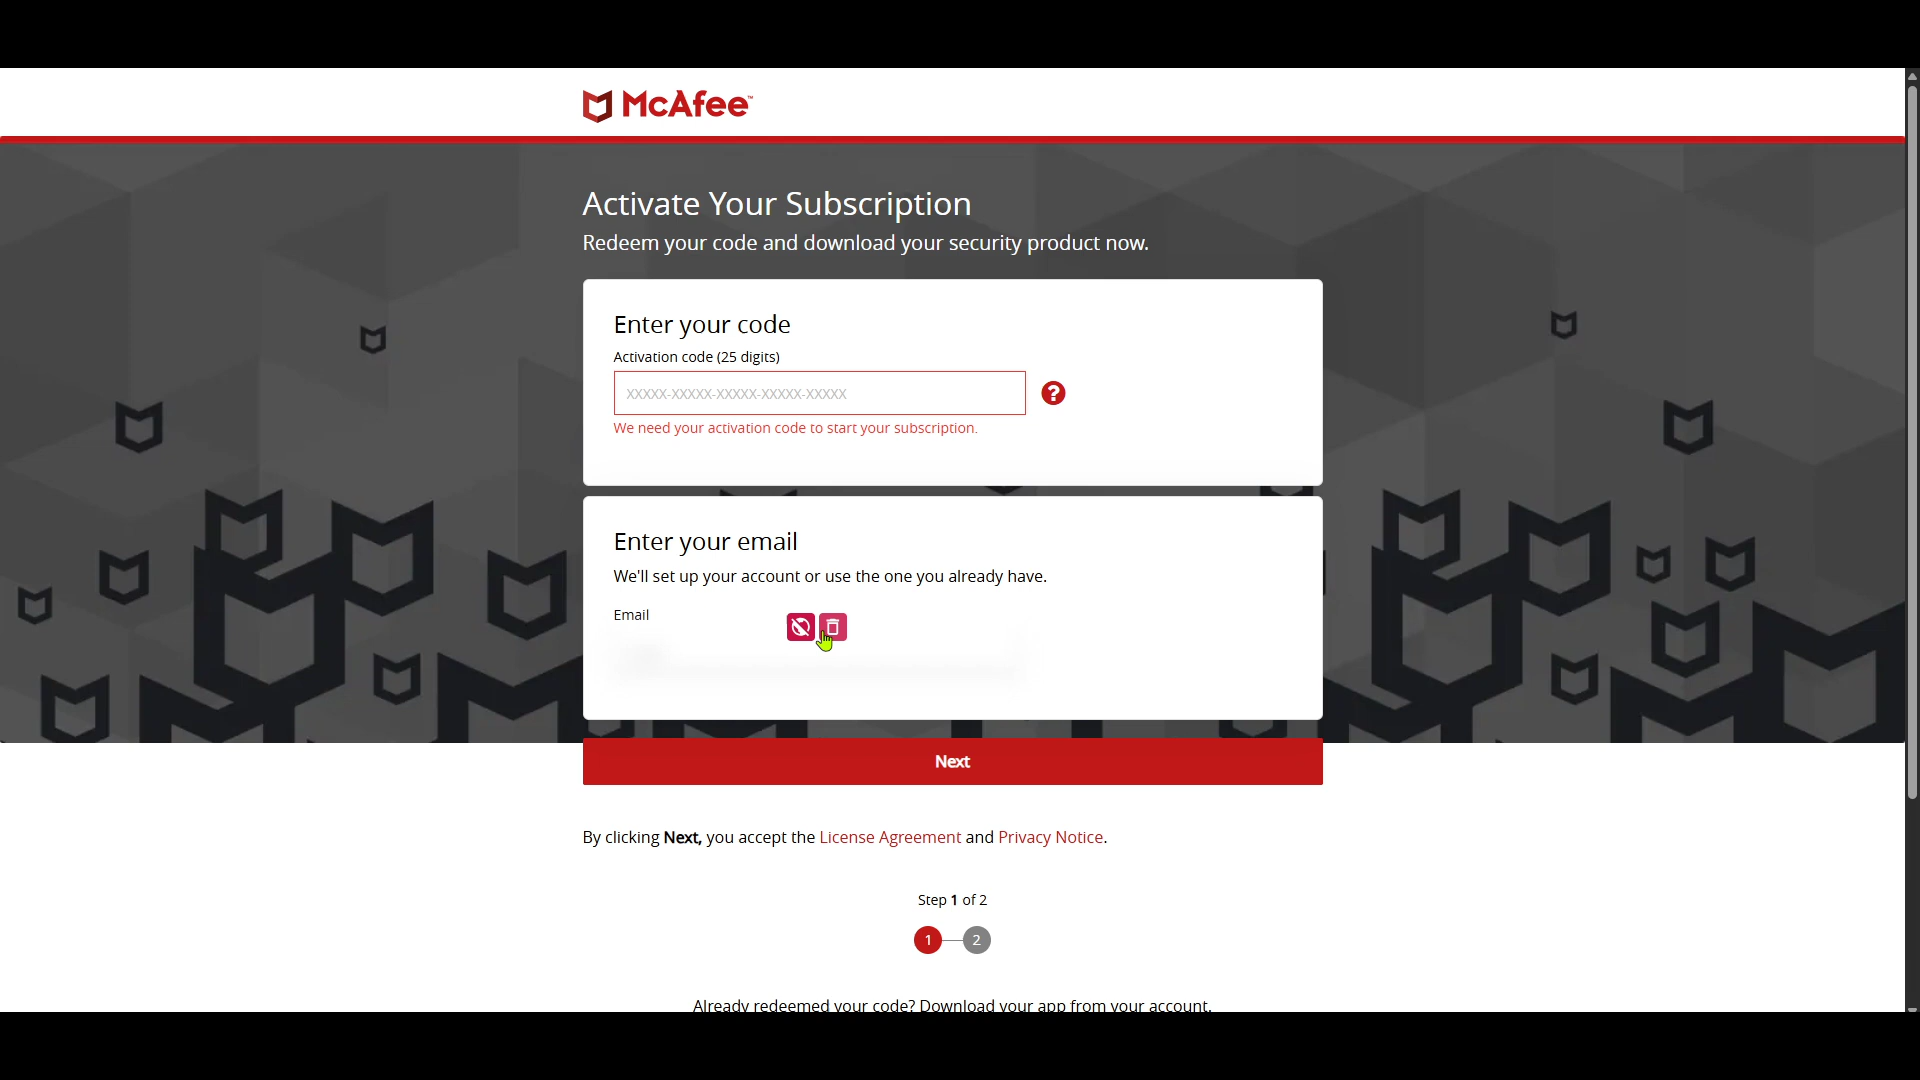 McAfee™
Activate Your Subscription
Redeem your code and download your security product now.
Enter your code
Activation code (25 digits)
XXXXX-XXXXX-XXXXX-XXXXX-XXXXX
?
We need your activation code to start your subscription.
Enter your email
We'll set up your account or use the one you already have.
Email
Next
By clicking Next, you accept the License Agreement and Privacy Notice.
Step 1 of 2
1 2
Already redeemed your code? Download your app from your account.